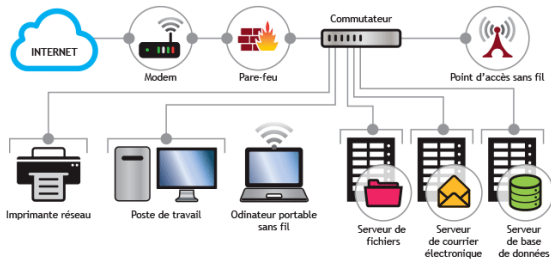 Commutateur
INTERNET
Modem
Pare-feu
Point d'accès sans fil
Imprimante réseau
Poste de travail
Odinateur portable
sans fil
Serveur de
fichiers
Serveur
de courrier
électronique
Serveur
de base
de données